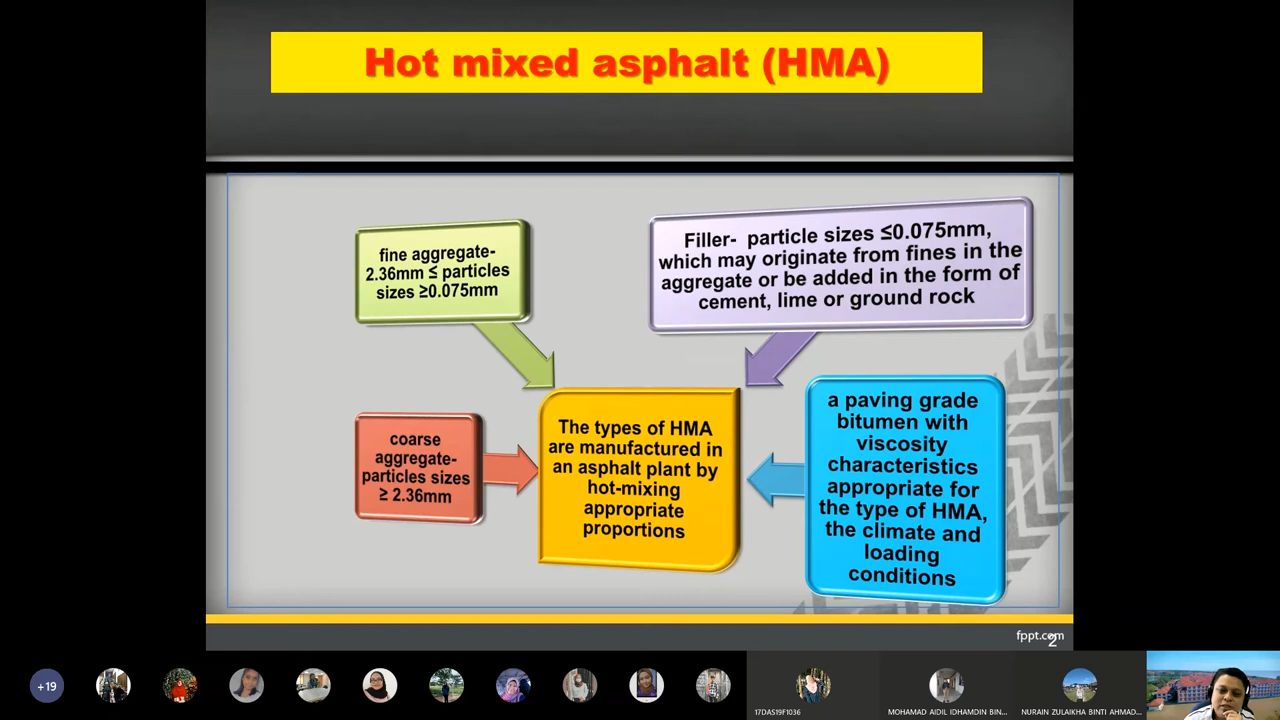 Hot mixed asphalt (HMA)
fine aggregate-
2.36mm ≤ particles
sizes ≥0.075mm
Filler- particle sizes ≤0.075mm,
which may originate from fines in the
aggregate or be added in the form of
cement, lime or ground rock
coarse
aggregate-
particles sizes
≥ 2.36mm
The types of HMA
are manufactured in
an asphalt plant by
hot-mixing
appropriate
proportions
a paving grade
bitumen with
viscosity
characteristics
appropriate for
the type of HMA,
the climate and
loading
conditions
fppt.com
2
+19
17DAS19F1036
MOHAMAD AIDIL IDHAMDIN BIN...
NURAIN ZULAIKHA BINTI AHMAD...